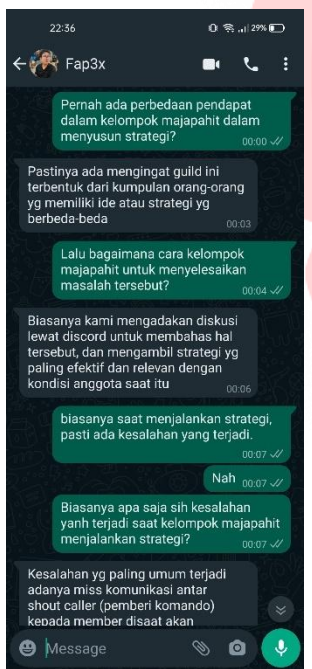 22:36
29%
Fap3x
Pernah ada perbedaan pendapat
dalam kelompok majapahit dalam
menyusun strategi?
00:00
Pastinya ada mengingat guild ini
terbentuk dari kumpulan orang-orang
yg memiliki ide atau strategi yg
berbeda-beda
00:03
Lalu bagaimana cara kelompok
majapahit untuk menyelesaikan
masalah tersebut?
00:04
Biasanya kami mengadakan diskusi
lewat discord untuk membahas hal
tersebut, dan mengambil strategi yg
paling efektif dan relevan dengan
kondisi anggota saat itu
00:06
biasanya saat menjalankan strategi,
pasti ada kesalahan yang terjadi.
00:07
Nah 00:07
Biasanya apa saja sih kesalahan
yanh terjadi saat kelompok majapahit
menjalankan strategi?
00:07
Kesalahan yg paling umum terjadi
adanya miss komunikasi antar
shout caller (pemberi komando)
kepada member disaat akan
Message